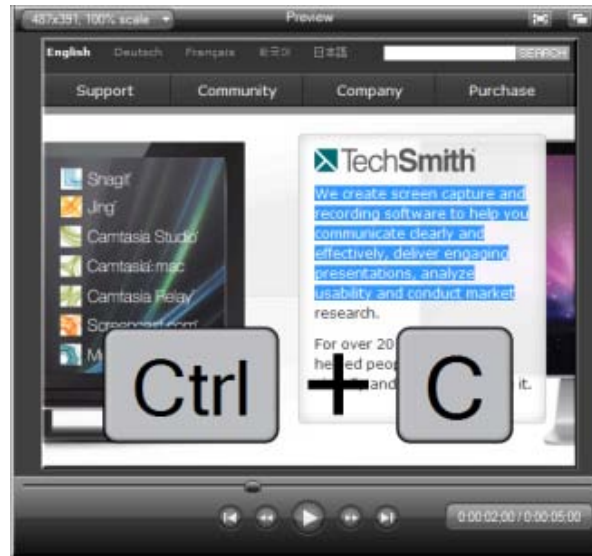 487x391, 100% scale
Preview
English Deutsch Français 한국어 日本語 SEARCH
Support Community Company Purchase
TechSmith
Snagit
Jing
Camtasia Studio
Camtasia:mac
Camtasia Relay
Screencast.com
We create screen capture and
recording software to help you
communicate clearly and
effectively, deliver engaging
presentations, analyze
usability and conduct market
research.
For over 20
it.
Ctrl + C
0:00:02;00 / 0:00:05:00